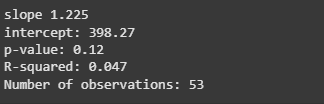 slope 1.225
intercept: 398.27
p-value: 0.12
R-squared: 0.047
Number of observations: 53